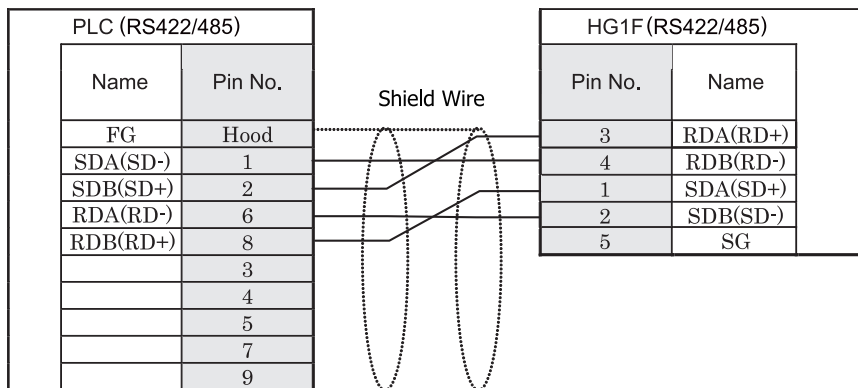 PLC (RS422/485)
Name Pin No.
FG Hood
SDA(SD-) 1
SDB(SD+) 2
RDA(RD-) 6
RDB(RD+) 8
3
4
5
7
9
Shield Wire
HG1F(RS422/485)
Pin No. Name
3 RDA(RD+)
4 RDB(RD-)
1 SDA(SD+)
2 SDB(SD-)
5 SG